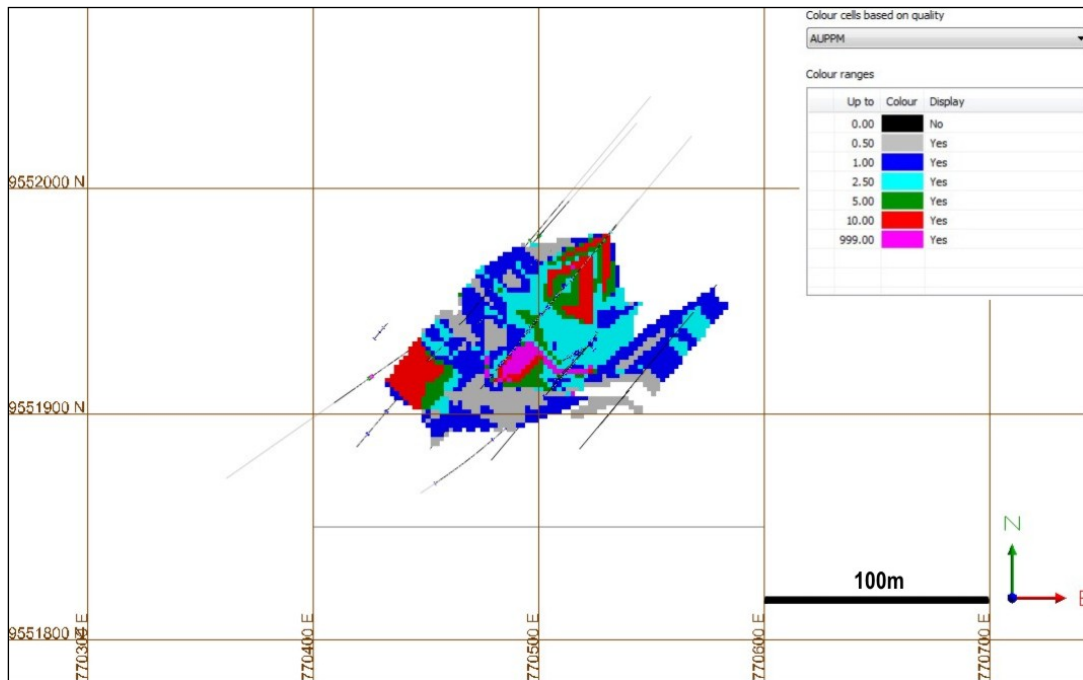 Colour cells based on quality
AUPPM
Colour ranges
Up to Colour Display
0.00 No
0.50 Yes
1.00 Yes
2.50 Yes
5.00 Yes
10.00 Yes
999.00 Yes
9552000 N
9551900 N
9551800 N
770400 E
770500 E
770600 E
770700 E
100m
N
E